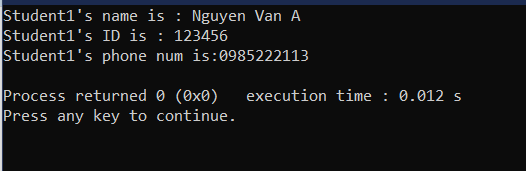 Student1's name is : Nguyen Van A
Student1's ID is : 123456
Student1's phone num is:0985222113
Process returned 0 (0x0)   execution time : 0.012 s
Press any key to continue.